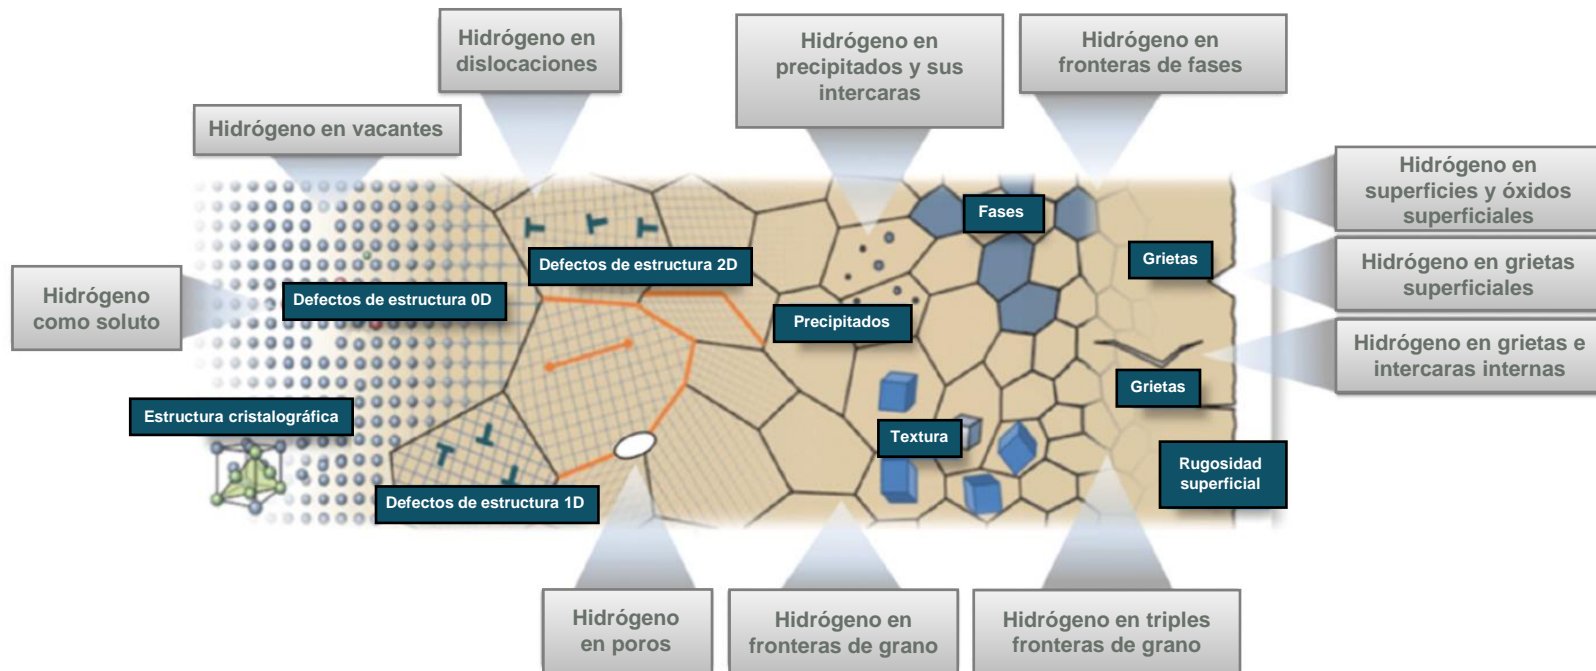 Hidrógeno en
dislocaciones
Hidrógeno en
precipitados y sus
intercaras
Hidrógeno en
fronteras de fases
Hidrógeno en vacantes
Hidrógeno en
superficies y óxidos
superficiales
Fases
Defectos de estructura 2D
Grietas
Hidrógeno en grietas
superficiales
Hidrógeno
como soluto
Defectos de estructura 0D
Precipitados
Hidrógeno en grietas e
intercaras internas
Grietas
Estructura cristalográfica
Textura
Rugosidad
superficial
Defectos de estructura 1D
Hidrógeno
en poros
Hidrógeno en
fronteras de grano
Hidrógeno en triples
fronteras de grano